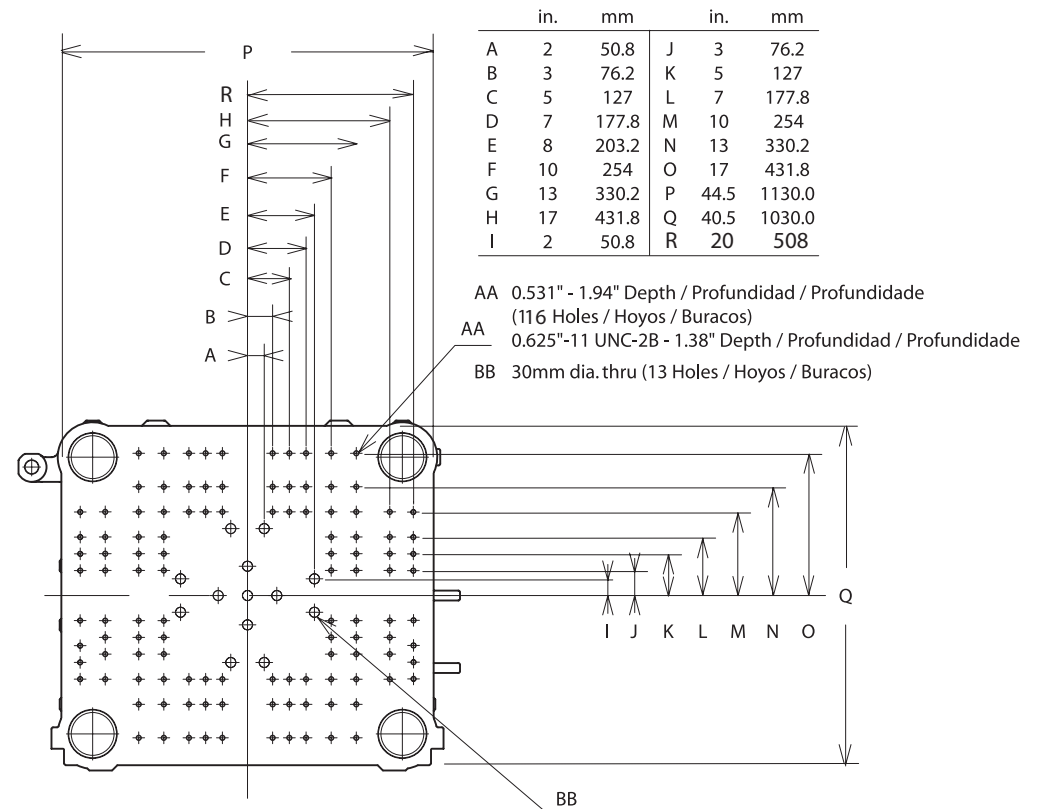 in. mm in. mm
A 2 50.8 J 3 76.2
B 3 76.2 K 5 127
C 5 127 L 7 177.8
D 7 177.8 M 10 254
E 8 203.2 N 13 330.2
F 10 254 O 17 431.8
G 13 330.2 P 44.5 1130.0
H 17 431.8 Q 40.5 1030.0
I 2 50.8 R 20 508
AA 0.531" - 1.94" Depth / Profundidad / Profundidade
(116 Holes / Hoyos / Buracos)
0.625"-11 UNC-2B - 1.38" Depth / Profundidad / Profundidade
BB 30mm dia. thru (13 Holes / Hoyos / Buracos)
P
R
H
G
F
E
D
C
B
A
AA
Q
I J K L M N O
BB